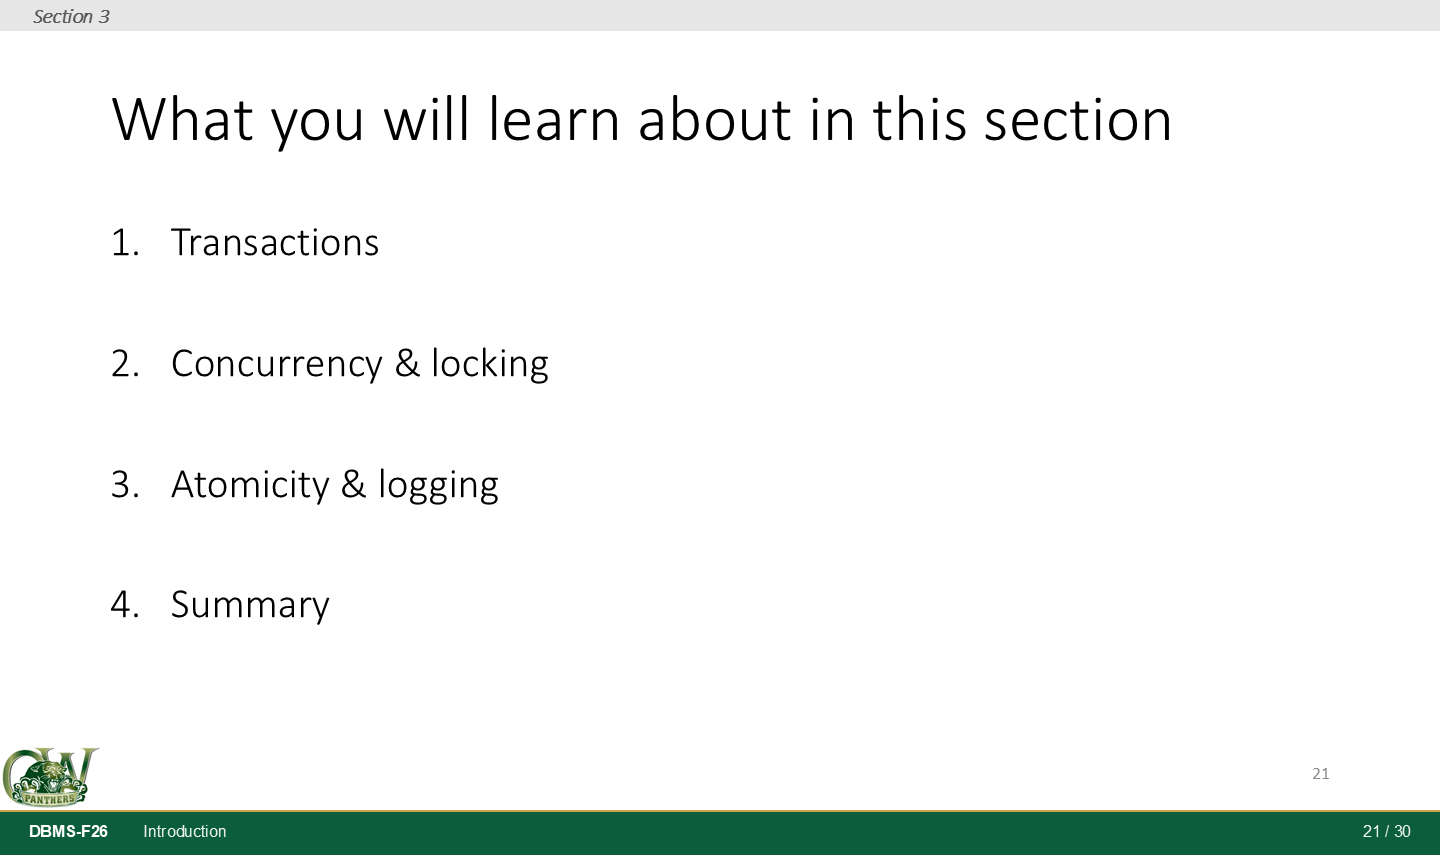 Section 3
What you will learn about in this section
1. Transactions
2. Concurrency & locking
3. Atomicity & logging
4. Summary
OW
PANTHERS
21
DBMS-F26 Introduction 21 / 30